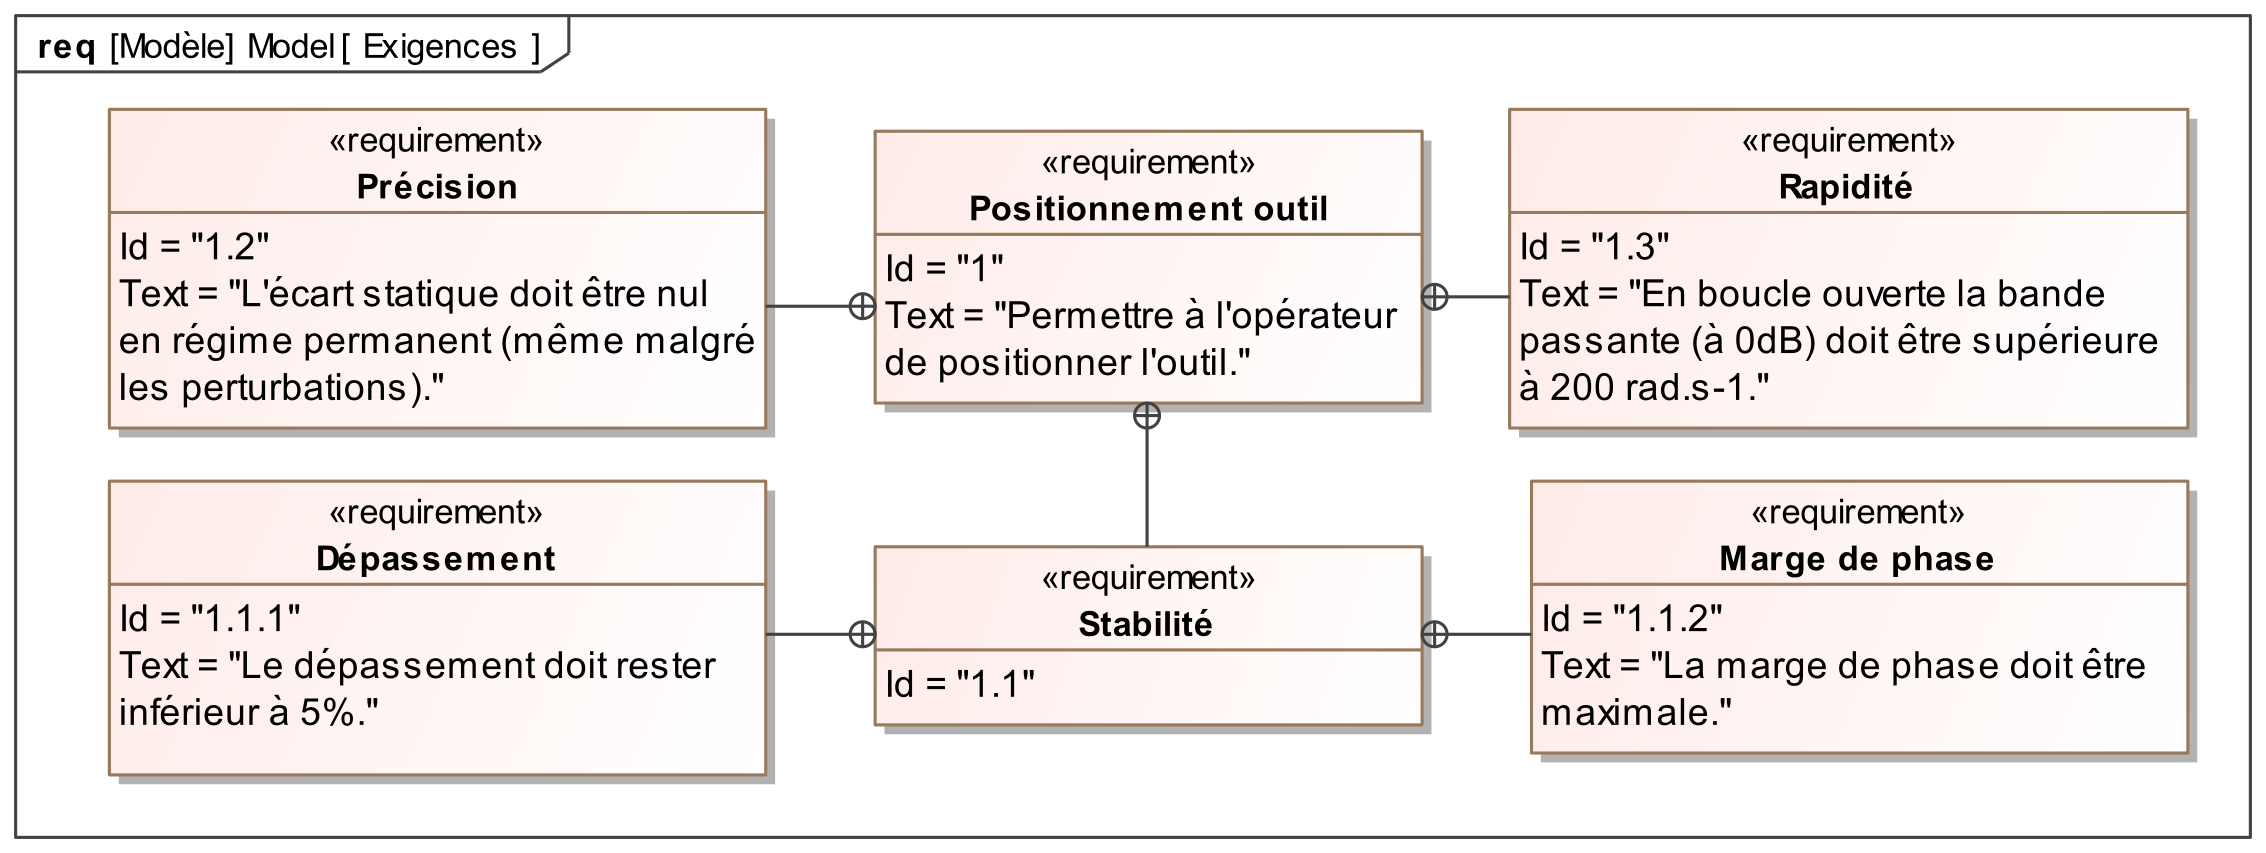 req [Modèle] Model[ Exigences ]
«requirement»
Précision
Id = "1.2"
Text = "L'écart statique doit être nul
en régime permanent (même malgré
les perturbations)."
«requirement»
Positionnement outil
Id = "1"
Text = "Permettre à l'opérateur
de positionner l'outil."
«requirement»
Rapidité
Id = "1.3"
Text = "En boucle ouverte la bande
passante (à 0dB) doit être supérieure
à 200 rad.s-1."
«requirement»
Dépassement
Id = "1.1.1"
Text = "Le dépassement doit rester
inférieur à 5%."
«requirement»
Stabilité
Id = "1.1"
«requirement»
Marge de phase
Id = "1.1.2"
Text = "La marge de phase doit être
maximale."